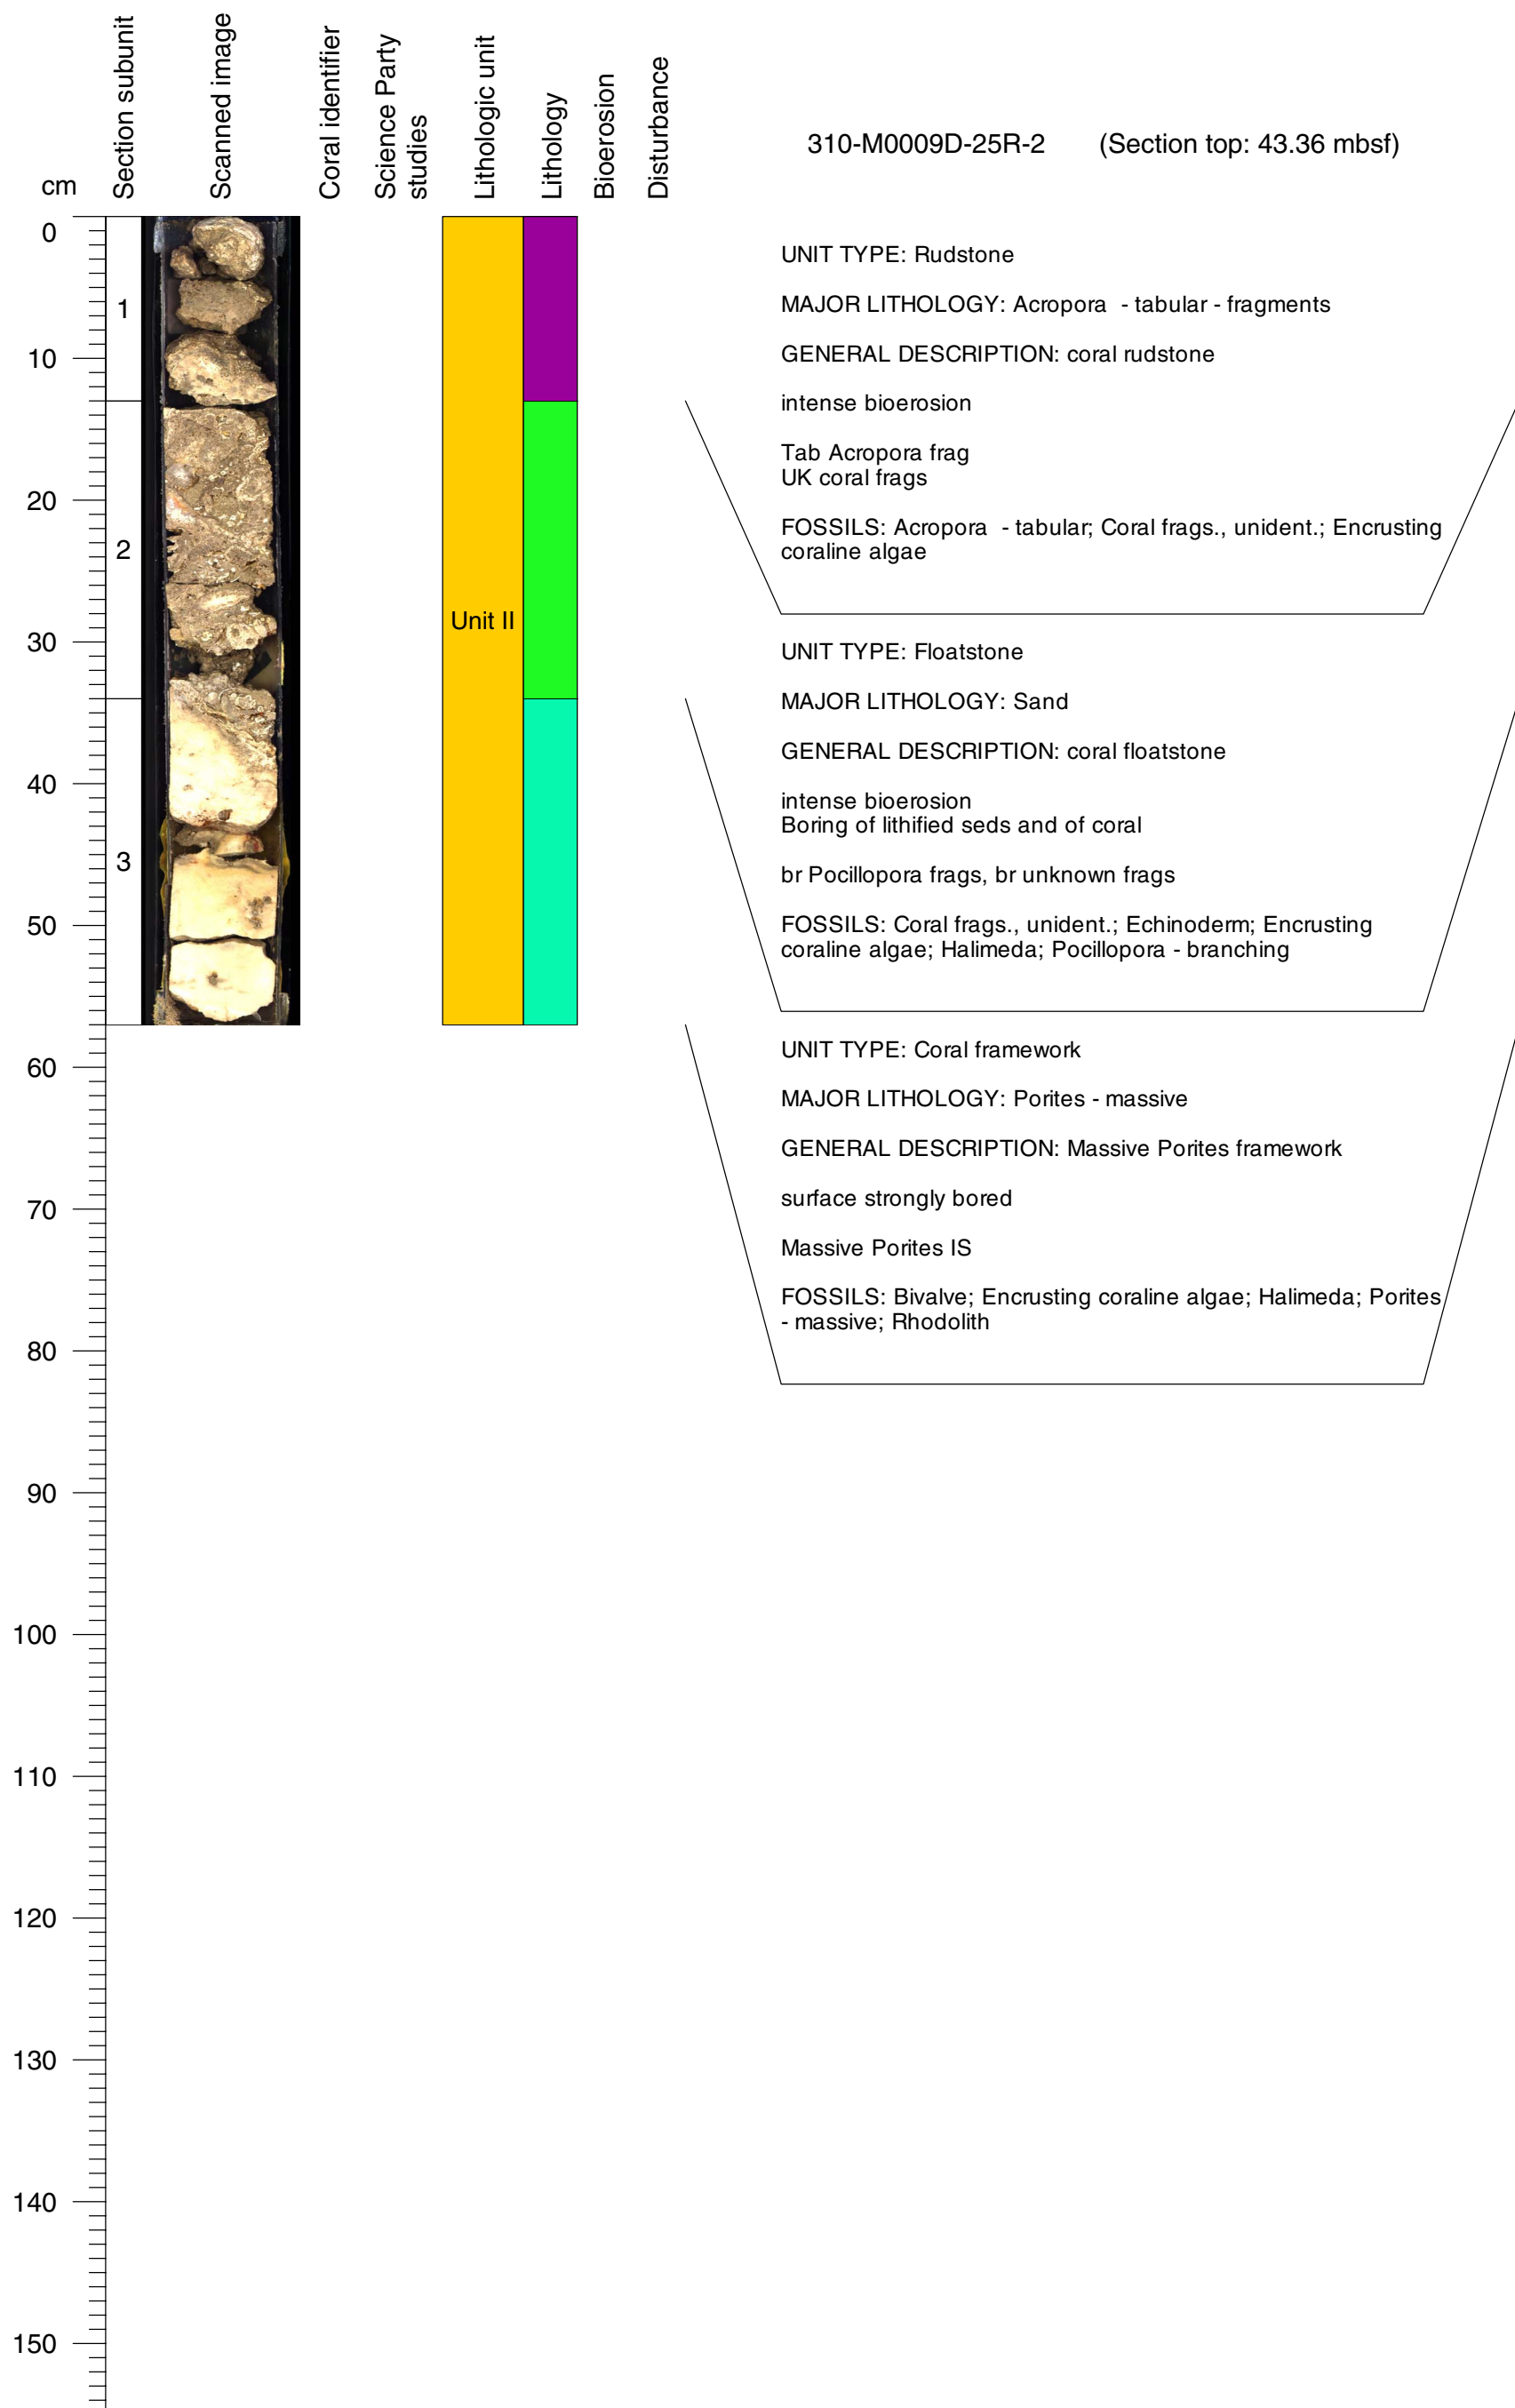 Section subunit
Scanned image
Coral identifier
Science Party
studies
Lithologic unit
Lithology
Bioerosion
Disturbance
310-M0009D-25R-2 (Section top: 43.36 mbsf)
cm
0
10
20
30
40
50
60
70
80
90
100
110
120
130
140
150
1
2
3
Unit II
UNIT TYPE: Rudstone
MAJOR LITHOLOGY: Acropora - tabular - fragments
GENERAL DESCRIPTION: coral rudstone
intense bioerosion
Tab Acropora frag
UK coral frags
FOSSILS: Acropora - tabular; Coral frags., unident.; Encrusting
coraline algae
UNIT TYPE: Floatstone
MAJOR LITHOLOGY: Sand
GENERAL DESCRIPTION: coral floatstone
intense bioerosion
Boring of lithified seds and of coral
br Pocillopora frags, br unknown frags
FOSSILS: Coral frags., unident.; Echinoderm; Encrusting
coraline algae; Halimeda; Pocillopora - branching
UNIT TYPE: Coral framework
MAJOR LITHOLOGY: Porites - massive
GENERAL DESCRIPTION: Massive Porites framework
surface strongly bored
Massive Porites IS
FOSSILS: Bivalve; Encrusting coraline algae; Halimeda; Porites
- massive; Rhodolith